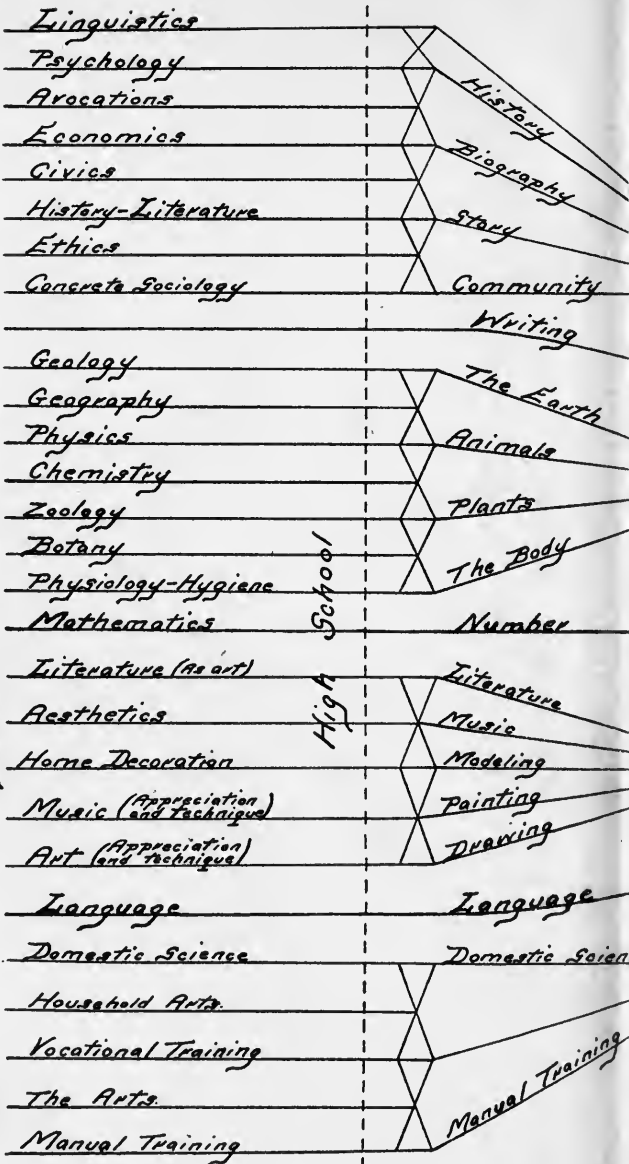 Linguistics
Psychology
Avocations
Economics
Civics
History-Literature
Ethics
Concrete Sociology
Geology
Geography
Physics
Chemistry
Zoology
Botany
Physiology-Hygiene
Mathematics
Literature (As art)
Aesthetics
Home Decoration
Music (Appreciation and technique)
Art (Appreciation and technique)
Language
Domestic Science
Household Arts.
Vocational Training
The Arts.
Manual Training
High School
History
Biography
Story
Community
Writing
The Earth
Animals
Plants
The Body
Number
Literature
Music
Modeling
Painting
Drawing
Language
Domestic Scien
Manual Training